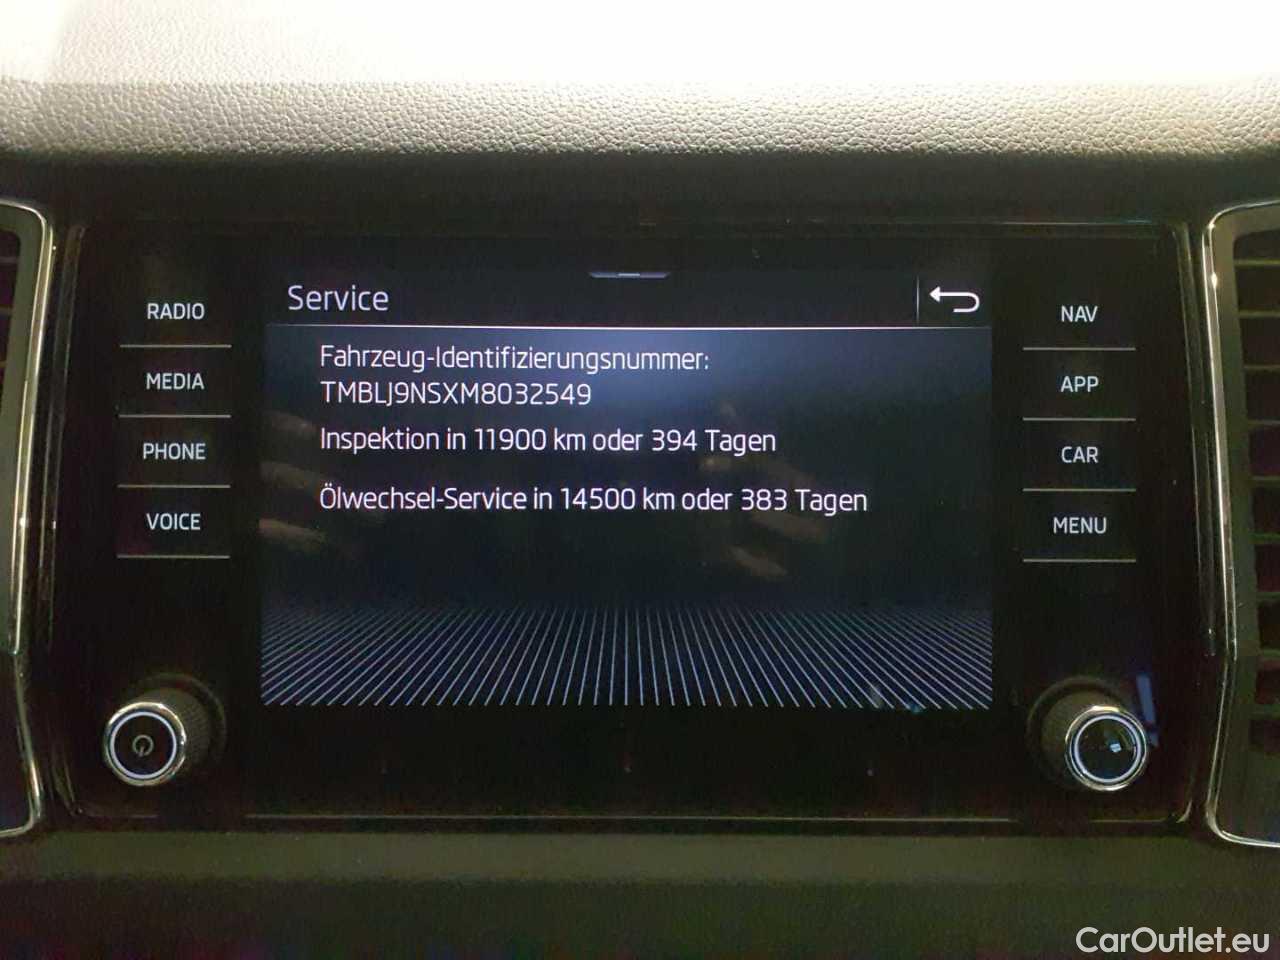 Service
RADIO
MEDIA
PHONE
VOICE
Fahrzeug-Identifizierungsnummer:
TMBLJ9NSXM8032549
Inspektion in 11900 km oder 394 Tagen
Ölwechsel-Service in 14500 km oder 383 Tagen
NAV
APP
CAR
MENU
CarOutlet.eu